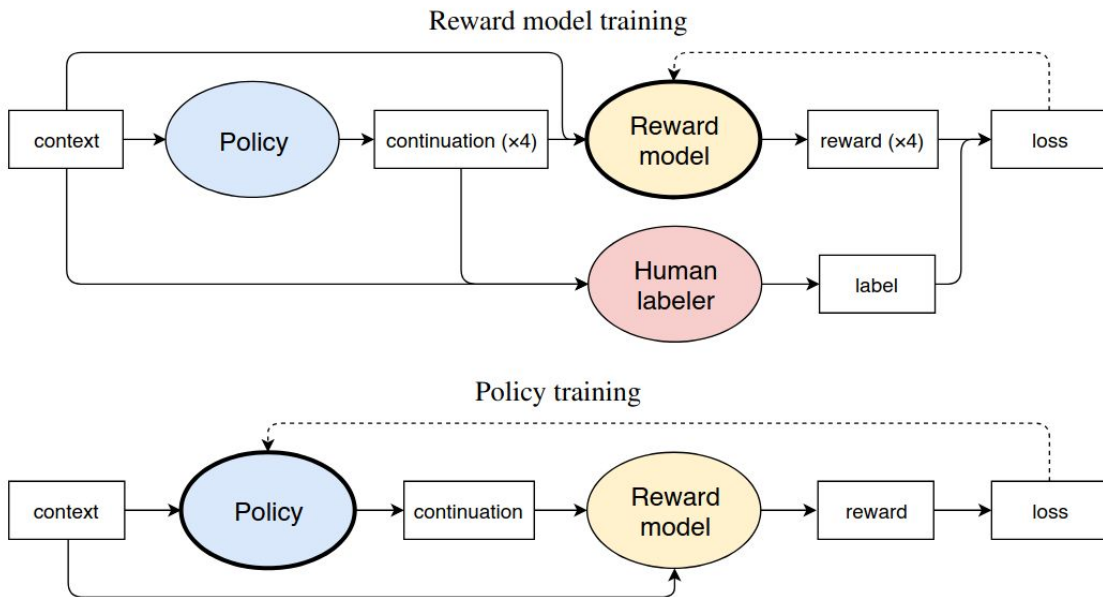 Reward model training
context
Policy
continuation (×4)
Reward
model
reward (×4)
loss
Human
labeler
label
Policy training
context
Policy
continuation
Reward
model
reward
loss